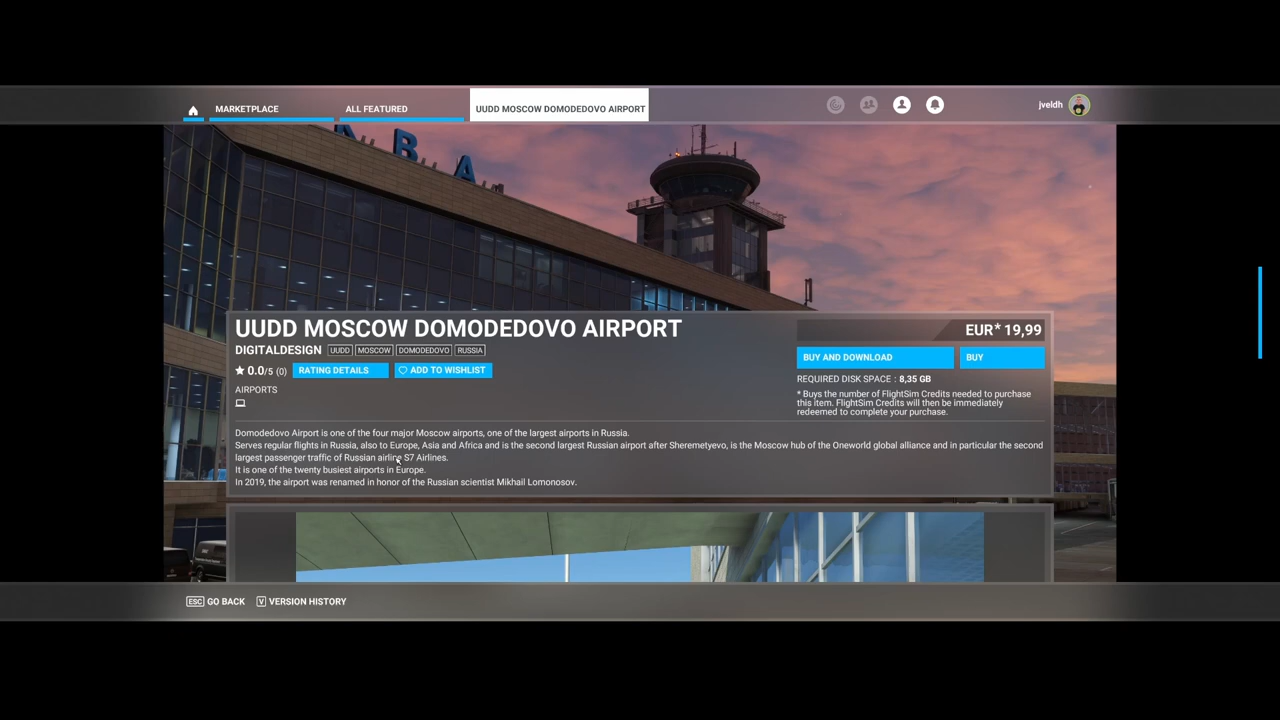 MARKETPLACE
ALL FEATURED
UUDD MOSCOW DOMODEDOVO AIRPORT
jveldh
B A
UUDD MOSCOW DOMODEDOVO AIRPORT
DIGITALDESIGN UUDD MOSCOW DOMODEDOVO RUSSIA
0.0/5 (0) RATING DETAILS ADD TO WISHLIST
AIRPORTS
EUR* 19,99
BUY AND DOWNLOAD BUY
REQUIRED DISK SPACE : 8,35 GB
* Buys the number of FlightSim Credits needed to purchase
this item. FlightSim Credits will then be immediately
redeemed to complete your purchase.
Domodedovo Airport is one of the four major Moscow airports, one of the largest airports in Russia.
Serves regular flights in Russia, also to Europe, Asia and Africa and is the second largest Russian airport after Sheremetyevo, is the Moscow hub of the Oneworld global alliance and in particular the second
largest passenger traffic of Russian airline S7 Airlines.
It is one of the twenty busiest airports in Europe.
In 2019, the airport was renamed in honor of the Russian scientist Mikhail Lomonosov.
ESC GO BACK V VERSION HISTORY